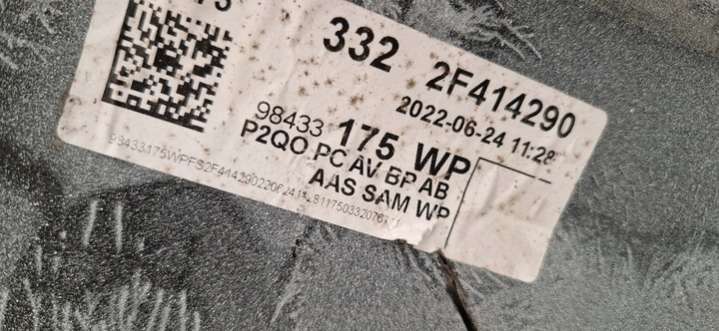 332 2F414290
2022-06-24 11:28
98433 175 WP
P2QO PC AV BP AB
AAS SAM WP